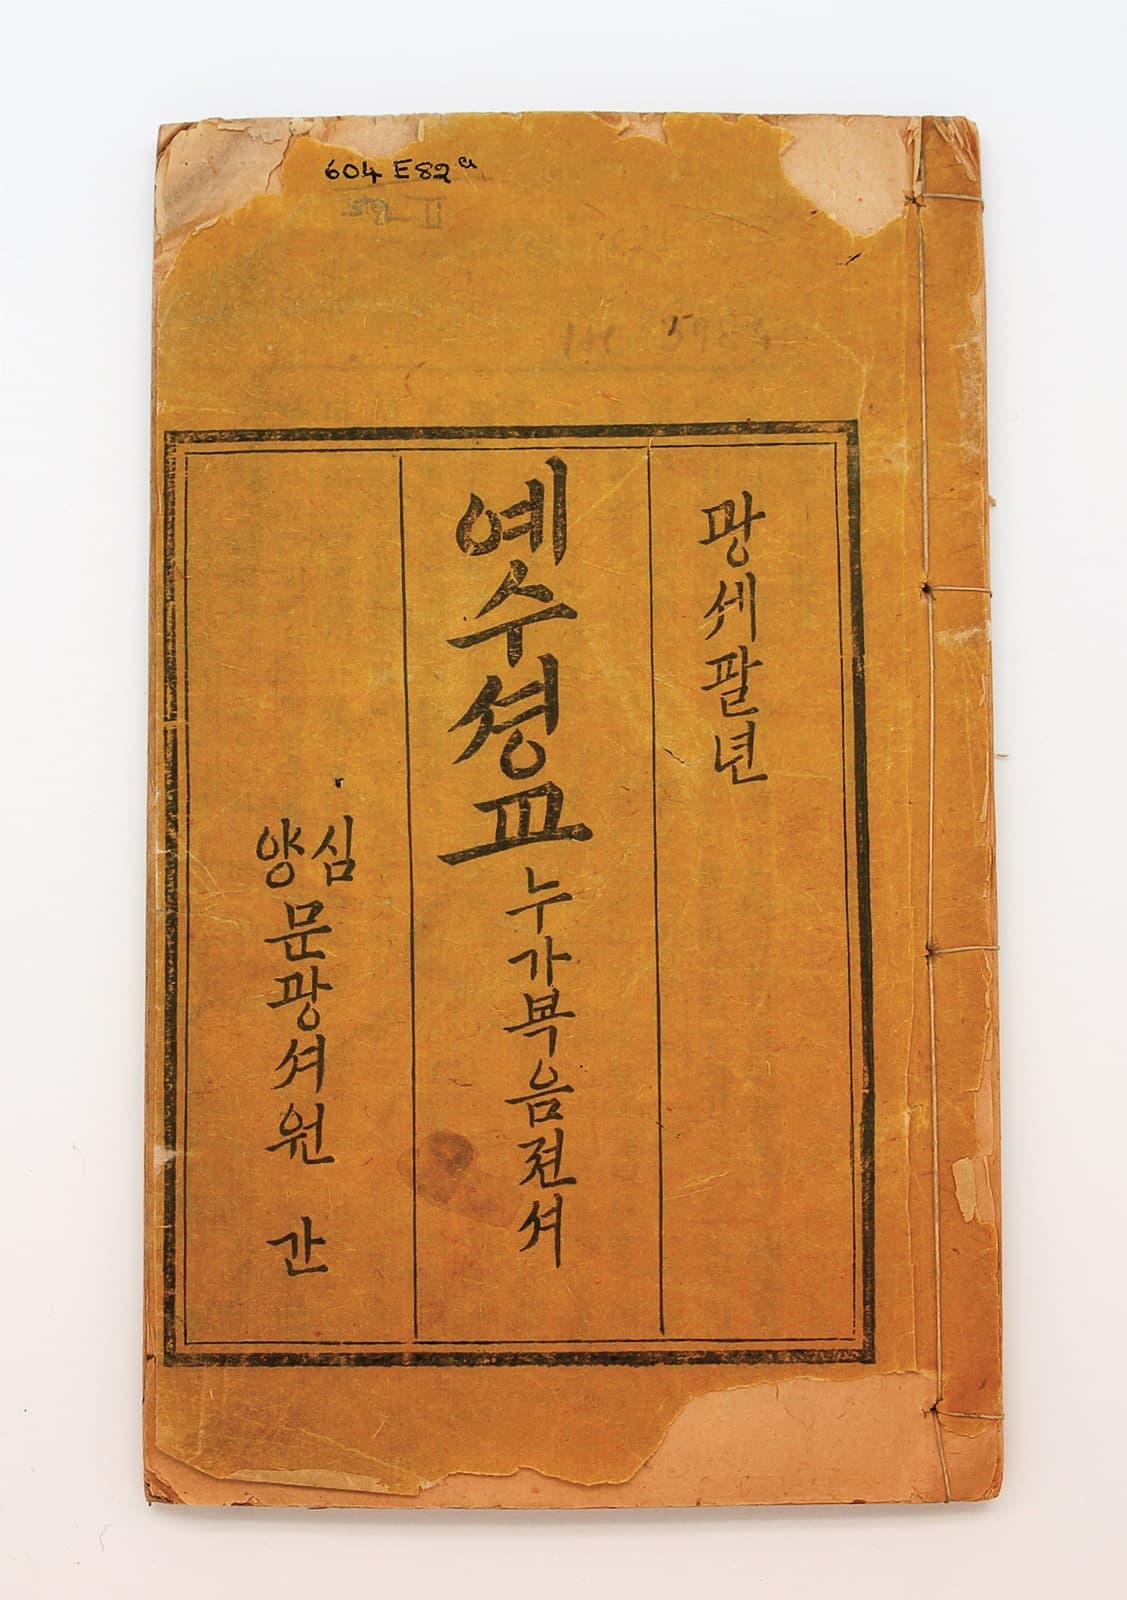 604 E82 a
광세팔년
예수셩교 누가복음젼셔
심양 문광셔원 간